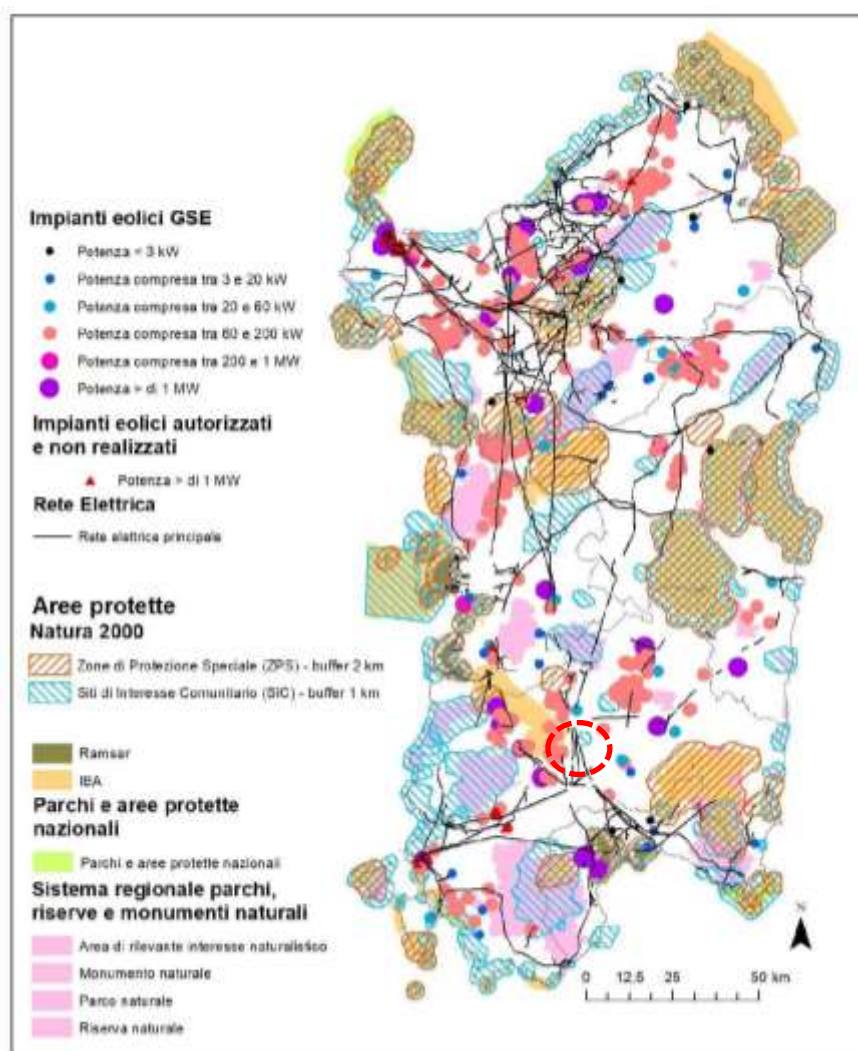 Impianti eolici GSE
Potenza < 3 kW
Potenza compresa tra 3 e 20 kW
Potenza compresa tra 20 e 60 kW
Potenza compresa tra 60 e 200 kW
Potenza compresa tra 200 e 1 MW
Potenza > di 1 MW
Impianti eolici autorizzati
e non realizzati
Potenza > di 1 MW
Rete Elettrica
Rete elettrica principale
Aree protette
Natura 2000
Zone di Protezione Speciale (ZPS) - buffer 2 km
Siti di Interesse Comunitario (SIC) - buffer 1 km
Ramsar
IBA
Parchi e aree protette
nazionali
Parchi e aree protette nazionali
Sistema regionale parchi,
riserve e monumenti naturali
Area di rilevante interesse naturalistico
Monumento naturale
Parco naturale
Riserva naturale
N
0 12,5 25 50 km